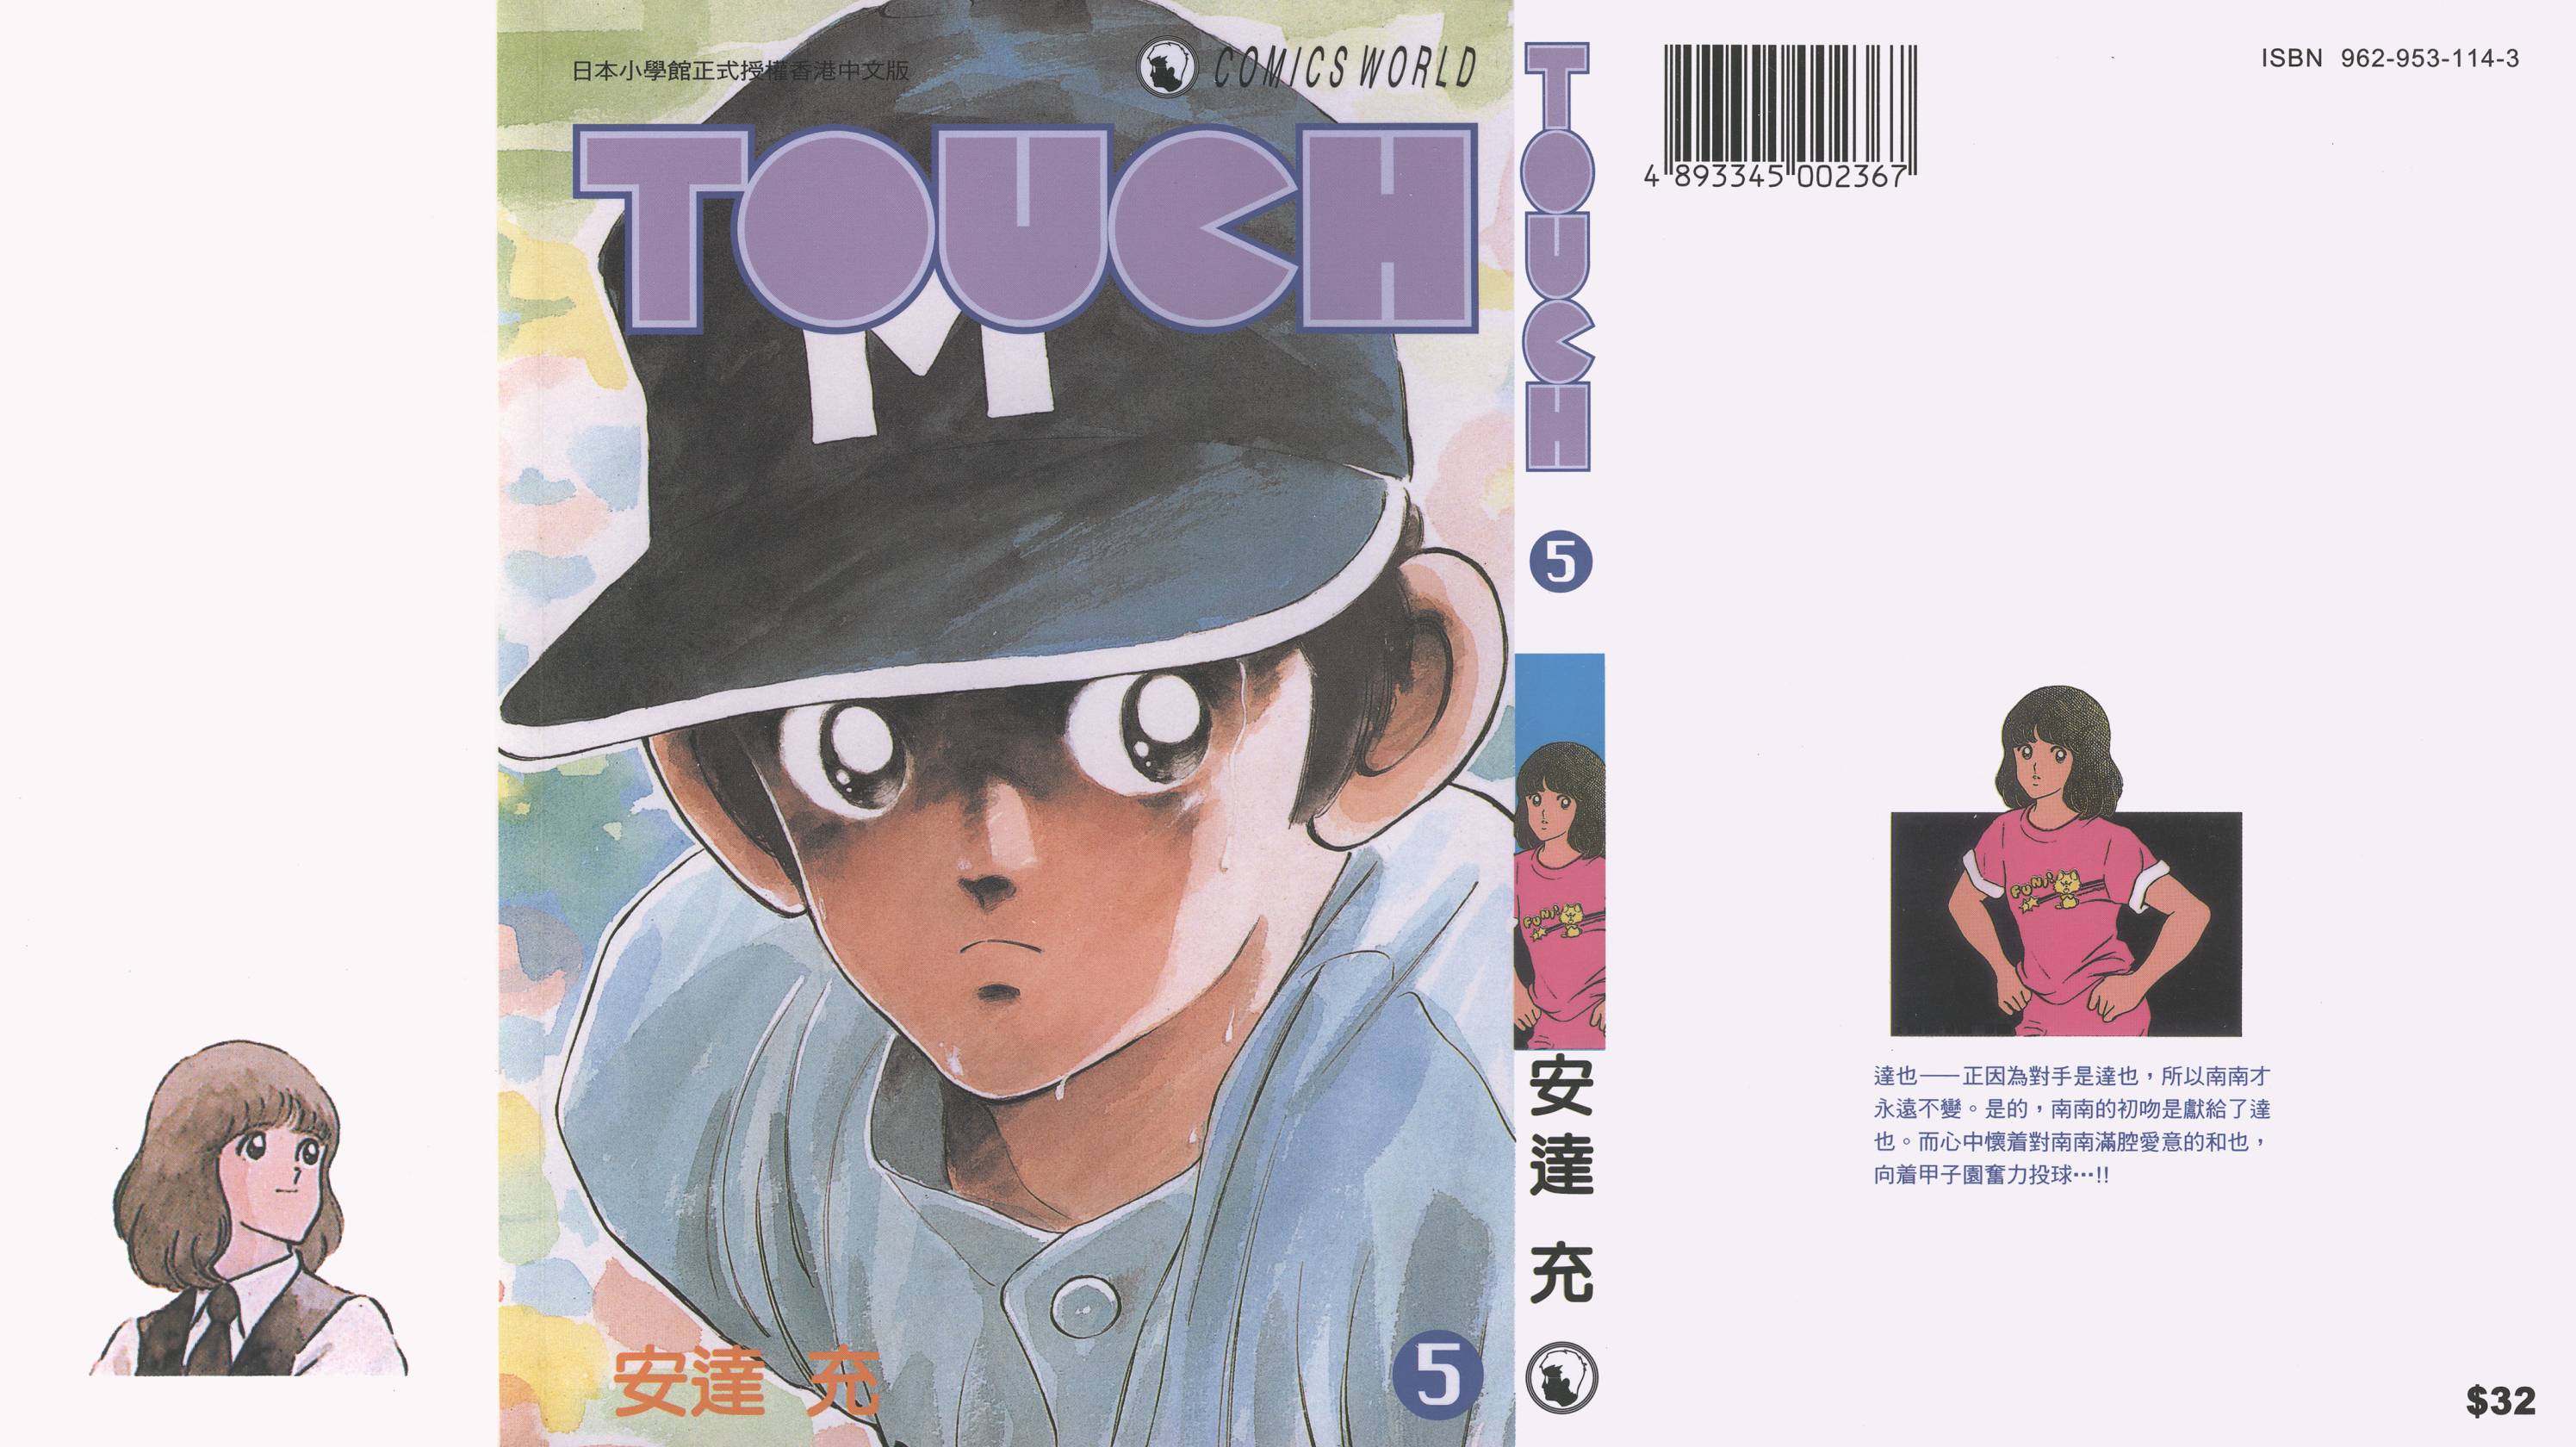 日本小學館正式授權香港中文版
COMICS WORLD
TOUCH
M
安達 充
5
TOUCH
5
FUNJ!
安達 充
4 893345 002367
ISBN 962-953-114-3
達也——正因為對手是達也，所以南南才
永遠不變。是的，南南的初吻是獻給了達
也。而心中懷着對南南滿腔愛意的和也，
向着甲子園奮力投球…!!
$32